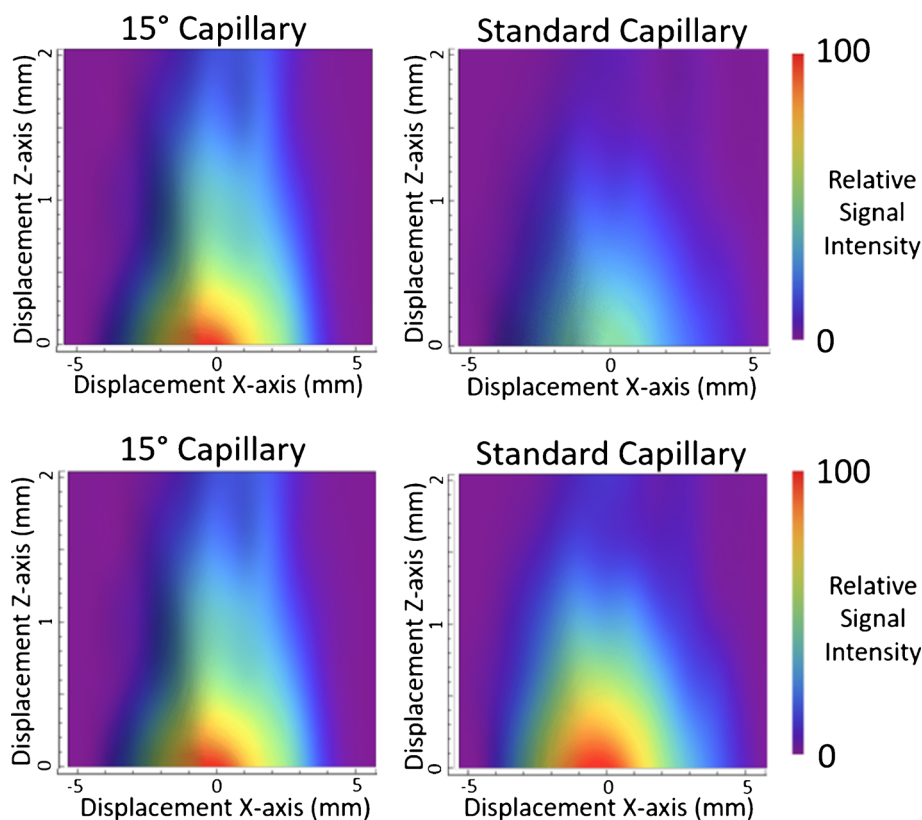 15° Capillary
Standard Capillary
Displacement Z-axis (mm)
2
1
0
-5
0
5
Displacement X-axis (mm)
Displacement Z-axis (mm)
2
1
0
-5
0
5
Displacement X-axis (mm)
100
Relative
Signal
Intensity
0
15° Capillary
Standard Capillary
Displacement Z-axis (mm)
2
1
0
-5
0
5
Displacement X-axis (mm)
Displacement Z-axis (mm)
2
1
0
-5
0
5
Displacement X-axis (mm)
100
Relative
Signal
Intensity
0